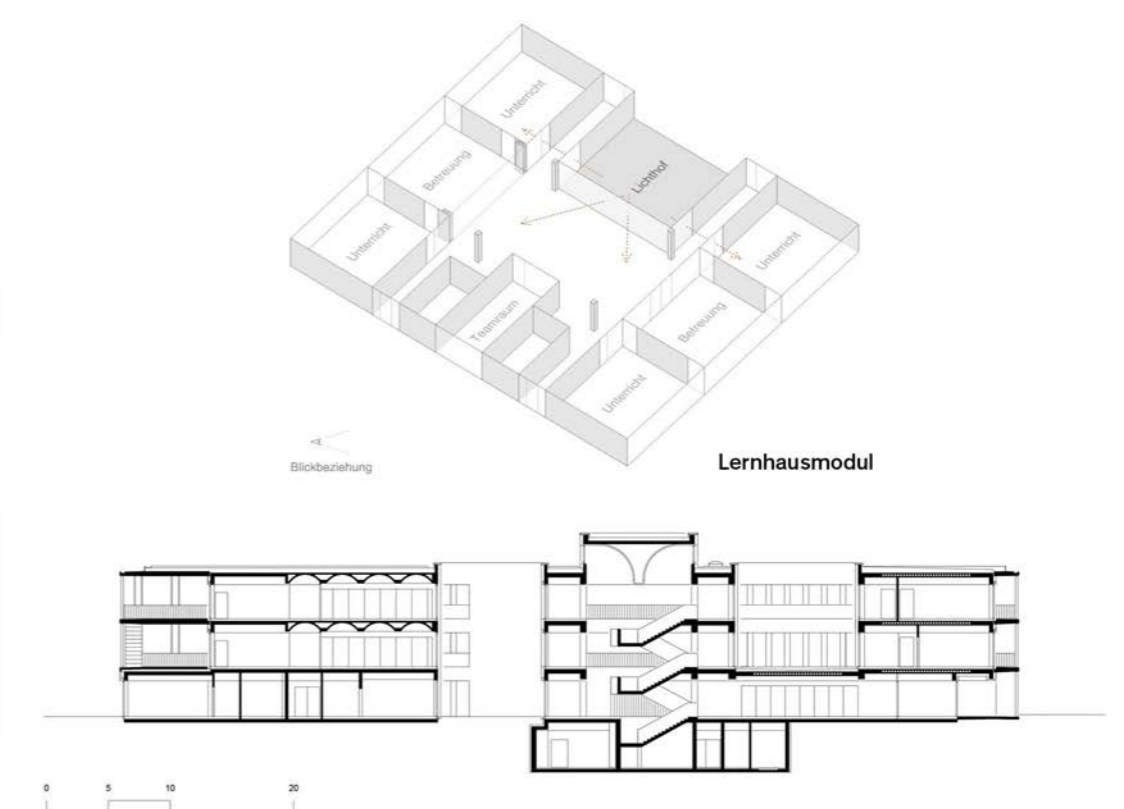 Unterricht
Betreuung
Lichthof
Unterricht
Unterricht
Teamraum
Betreuung
Unterricht
Blickbeziehung
Lernhausmodul
0 5 10 20